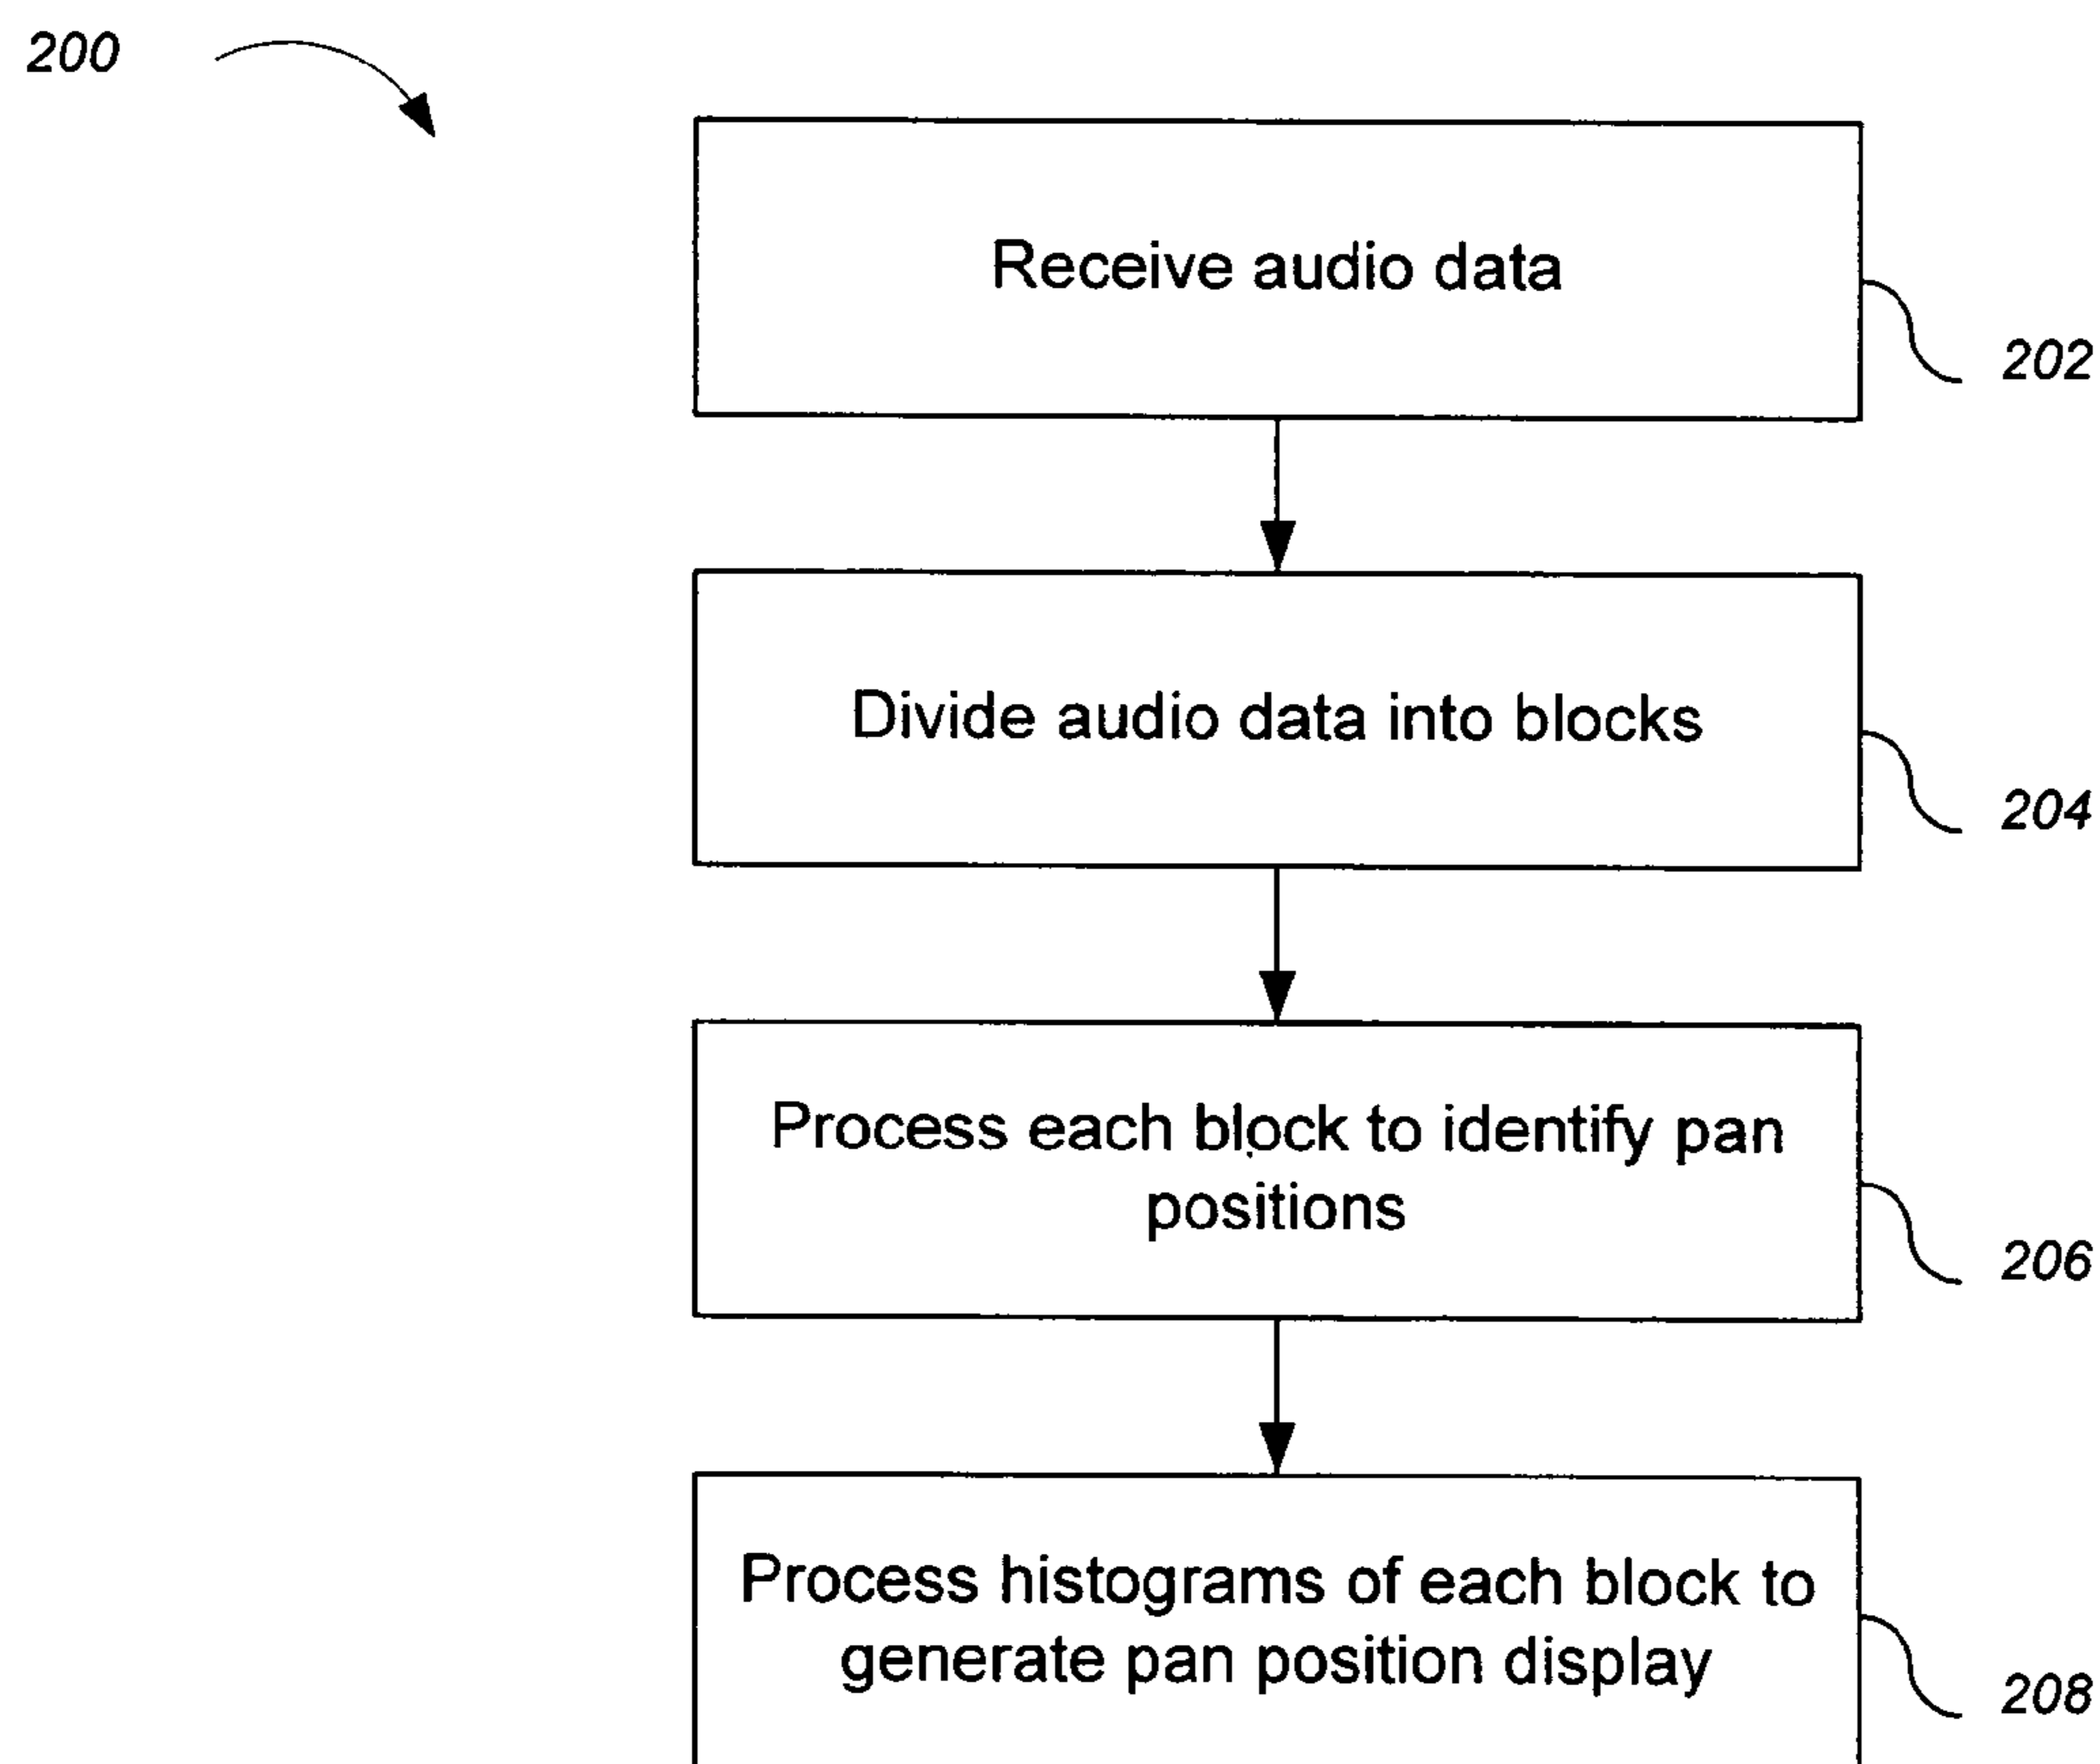 200
Receive audio data
202
Divide audio data into blocks
204
Process each block to identify pan
positions
206
Process histograms of each block to
generate pan position display
208